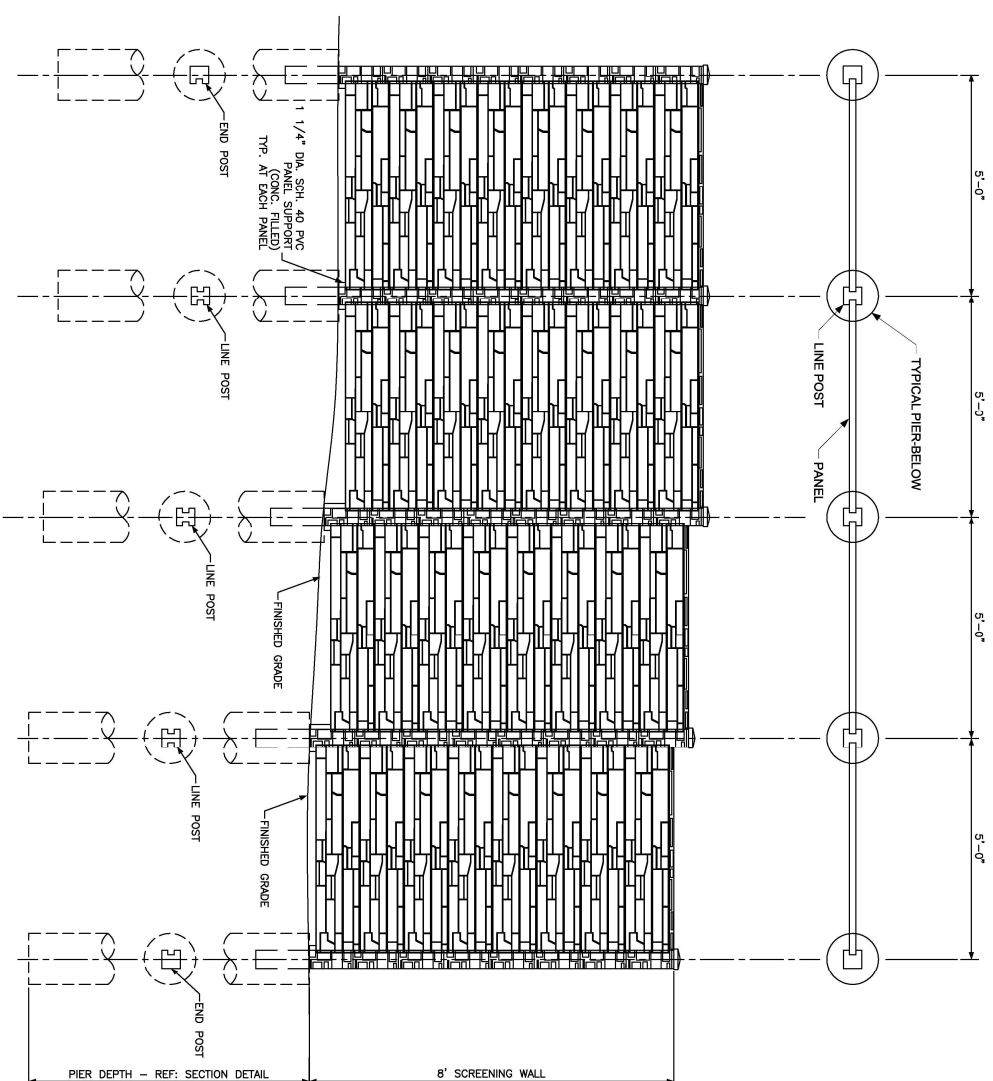 5'-0"
5'-0"
5'-0"
5'-0"
TYPICAL PIER-BELOW
LINE POST
PANEL
8' SCREENING WALL
1 1/4" DIA. SCH. 40 PVC
PANEL SUPPORT
(CONC. FILLED)
TYP. AT EACH PANEL
FINISHED GRADE
FINISHED GRADE
END POST
LINE POST
LINE POST
LINE POST
END POST
PIER DEPTH – REF: SECTION DETAIL